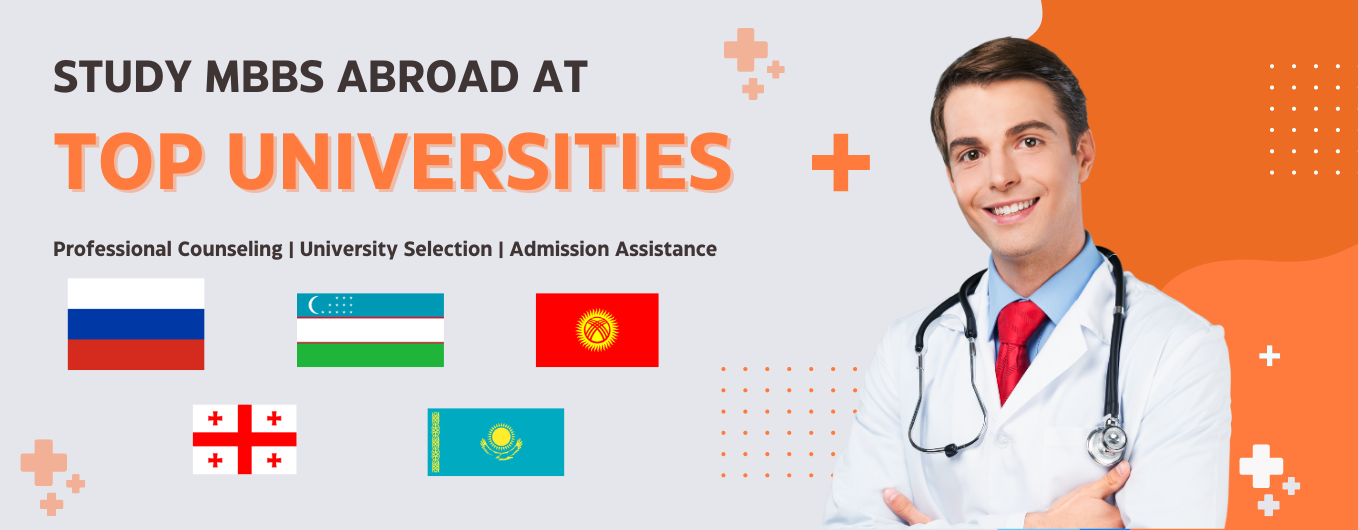 STUDY MBBS ABROAD AT
TOP UNIVERSITIES
Professional Counseling | University Selection | Admission Assistance